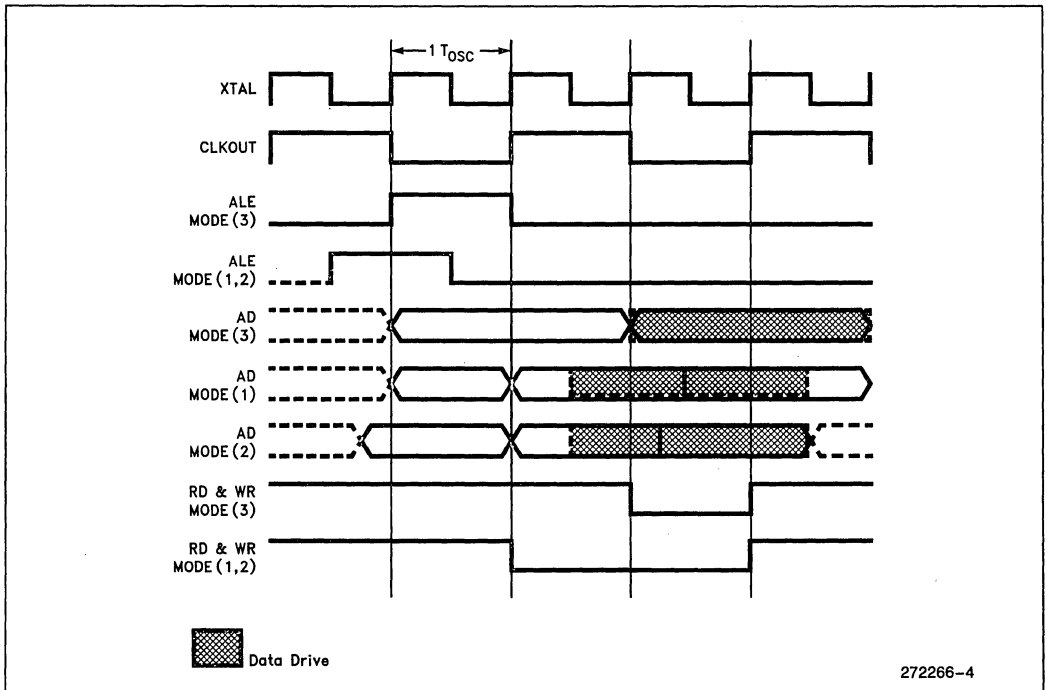 1 TOSC
XTAL
CLKOUT
ALE
MODE (3)
ALE
MODE (1,2)
AD
MODE (3)
AD
MODE (1)
AD
MODE (2)
RD & WR
MODE (3)
RD & WR
MODE (1,2)
Data Drive
272266-4